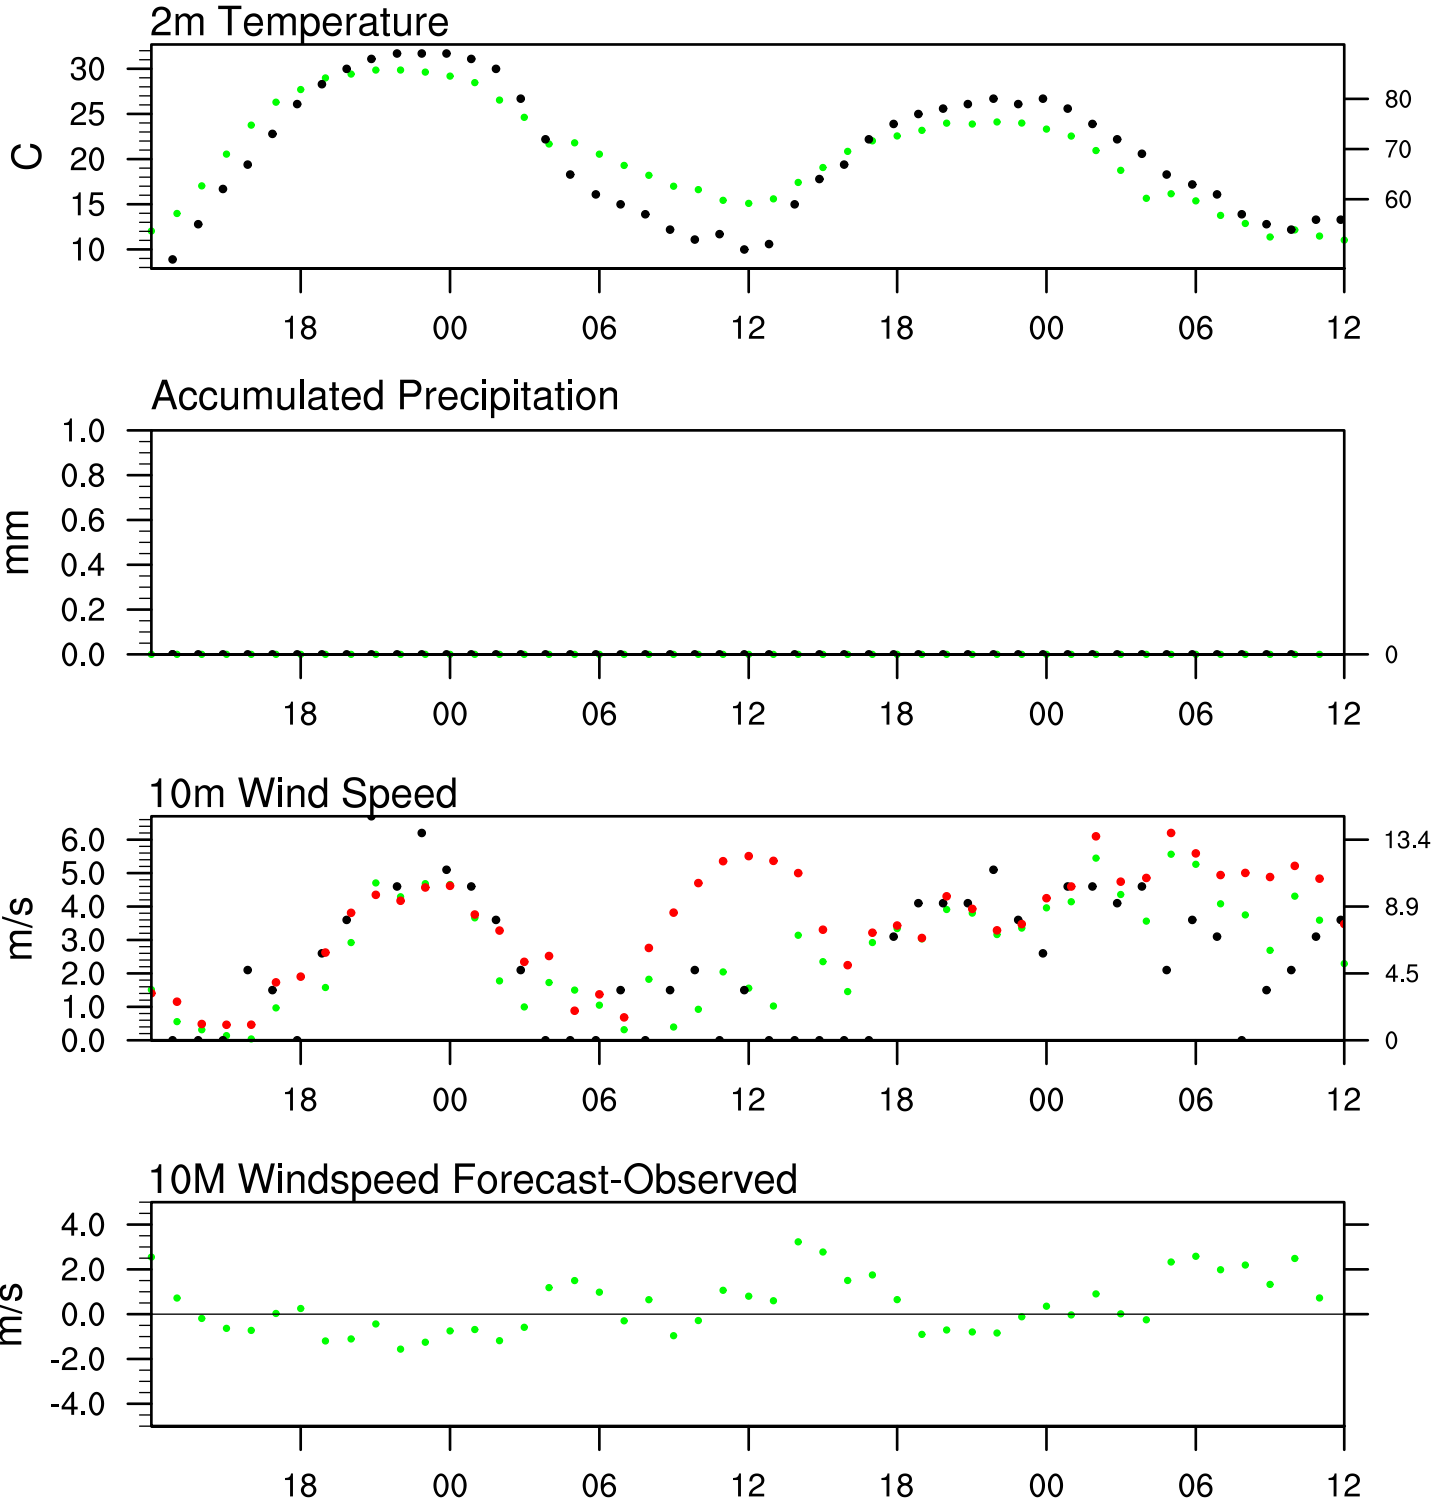 2m Temperature
30
25
20
15
10
C
80
70
60
18 00 06 12 18 00 06 12
Accumulated Precipitation
1.0
0.8
0.6
0.4
0.2
0.0
mm
0
18 00 06 12 18 00 06 12
10m Wind Speed
6.0
5.0
4.0
3.0
2.0
1.0
0.0
m/s
13.4
8.9
4.5
0
18 00 06 12 18 00 06 12
10M Windspeed Forecast-Observed
4.0
2.0
0.0
-2.0
-4.0
m/s
18 00 06 12 18 00 06 12